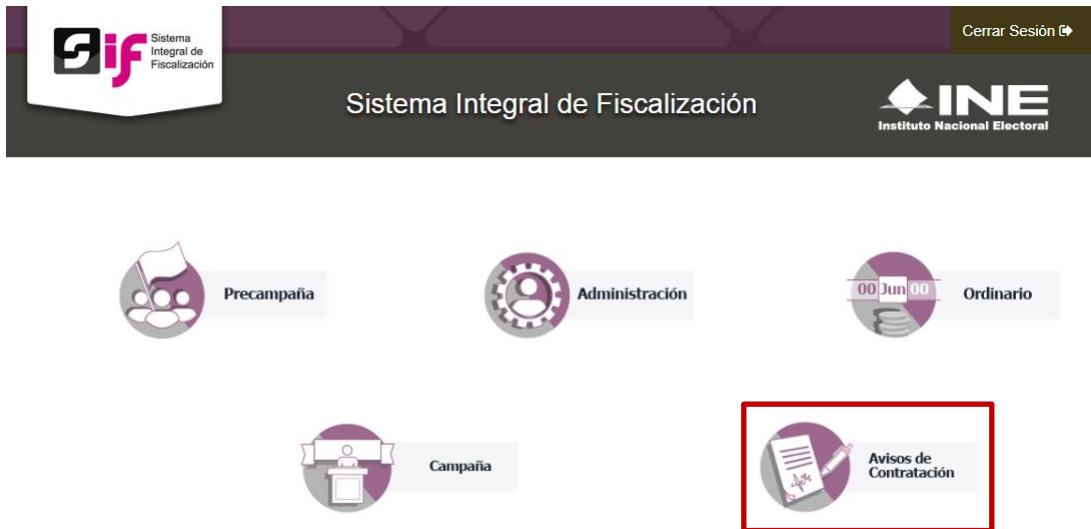 Sif
Sistema
Integral de
Fiscalización
Cerrar Sesión
Sistema Integral de Fiscalización
INE
Instituto Nacional Electoral
Precampaña
Administración
00 Jun 00
Ordinario
Campaña
Avisos de
Contratación